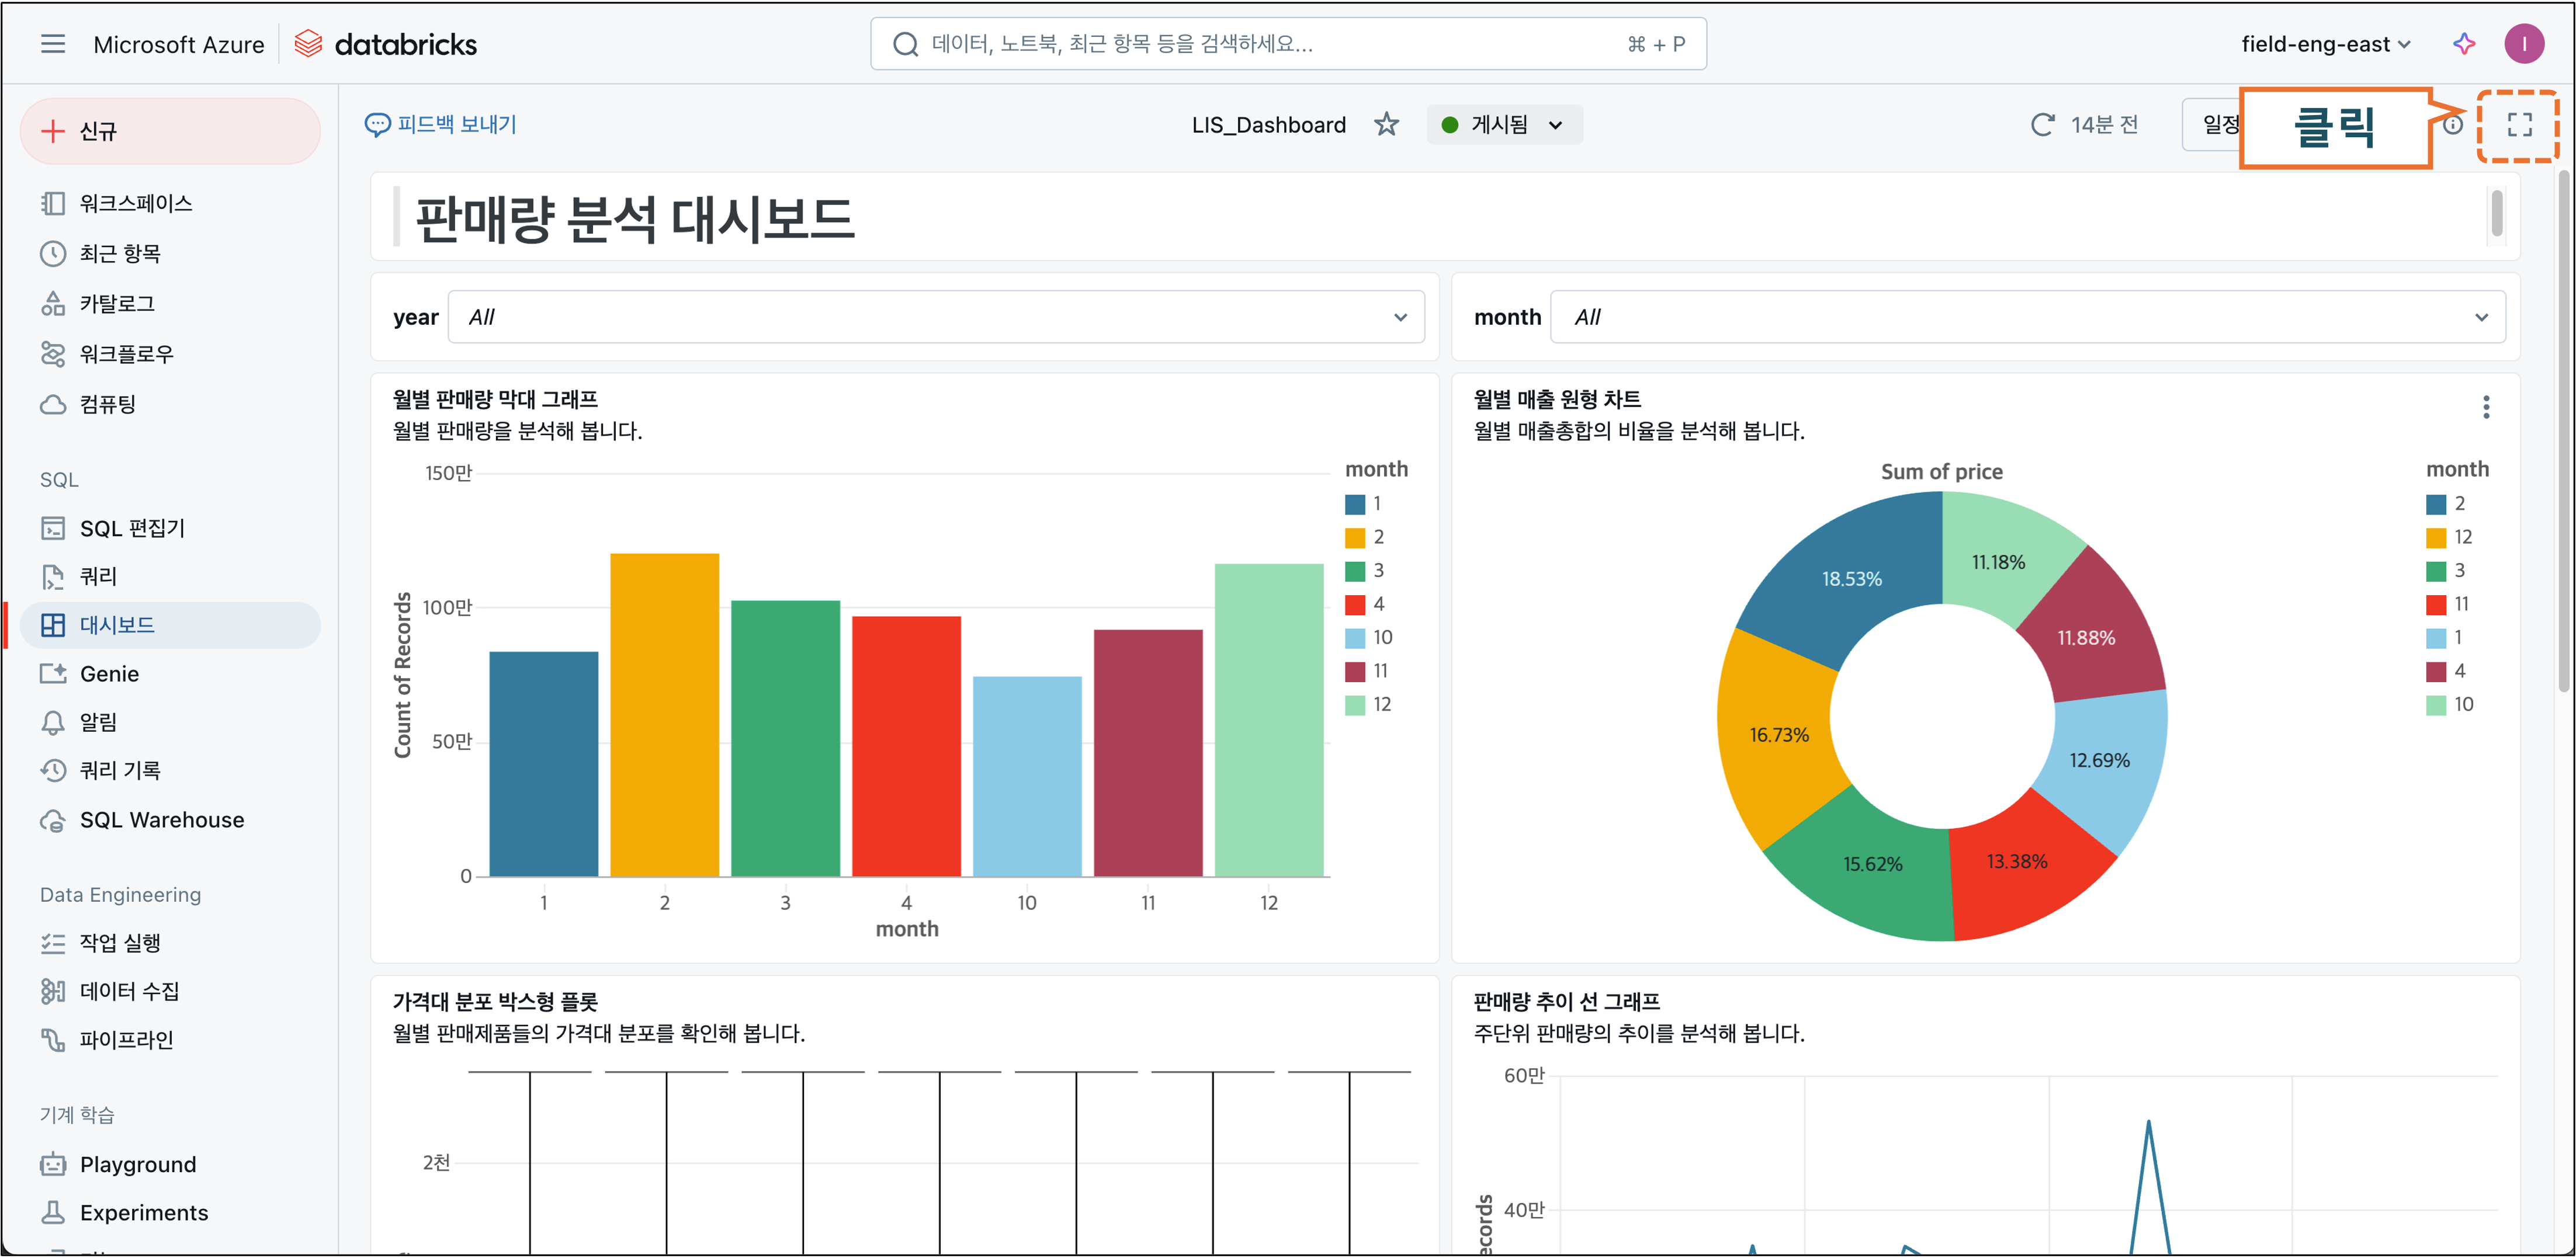 Microsoft Azure
databricks
데이터, 노트북, 최근 항목 등을 검색하세요...
⌘ + P
field-eng-east
I
신규
워크스페이스
최근 항목
카탈로그
워크플로우
컴퓨팅
SQL
SQL 편집기
쿼리
대시보드
Genie
알림
쿼리 기록
SQL Warehouse
Data Engineering
작업 실행
데이터 수집
파이프라인
기계 학습
Playground
Experiments
피드백 보내기
LIS_Dashboard
게시됨
14분 전
일정
클릭
판매량 분석 대시보드
year
All
month
All
월별 판매량 막대 그래프
월별 판매량을 분석해 봅니다.
150만
100만
50만
0
Count of Records
1
2
3
4
10
11
12
month
month
1
2
3
4
10
11
12
월별 매출 원형 차트
월별 매출총합의 비율을 분석해 봅니다.
Sum of price
18.53%
11.18%
11.88%
16.73%
12.69%
15.62%
13.38%
month
2
12
3
11
1
4
10
가격대 분포 박스형 플롯
월별 판매제품들의 가격대 분포를 확인해 봅니다.
2천
판매량 추이 선 그래프
주단위 판매량의 추이를 분석해 봅니다.
60만
40만